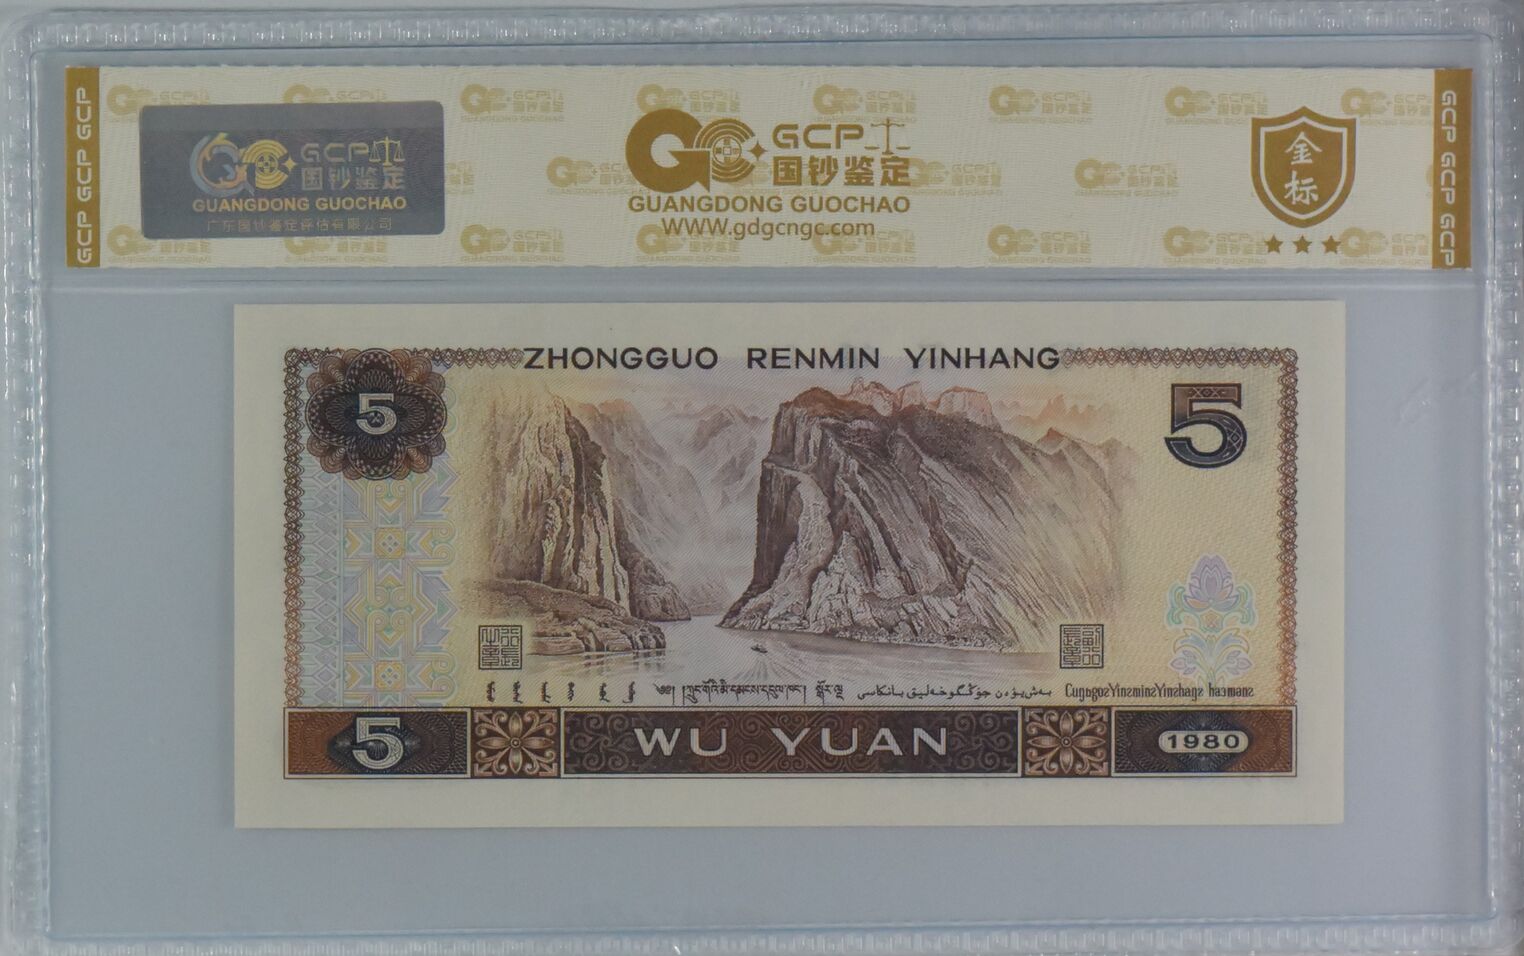 GCP GCP GCP
GCP
国钞鉴定
GUANGDONG GUOCHAO
广东国钞鉴定评估有限公司
GCP
国钞鉴定
GUANGDONG GUOCHAO
WWW.gdgcngc.com
金标
GCP GCP GCP
ZHONGGUO RENMIN YINHANG
5
5
5
WU YUAN
1980